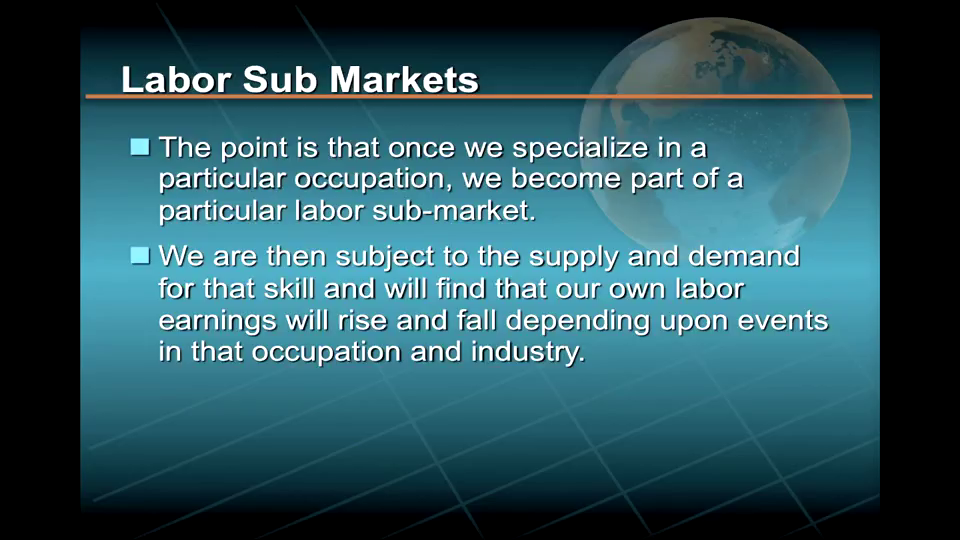 Labor Sub Markets
The point is that once we specialize in a
particular occupation, we become part of a
particular labor sub-market.
We are then subject to the supply and demand
for that skill and will find that our own labor
earnings will rise and fall depending upon events
in that occupation and industry.